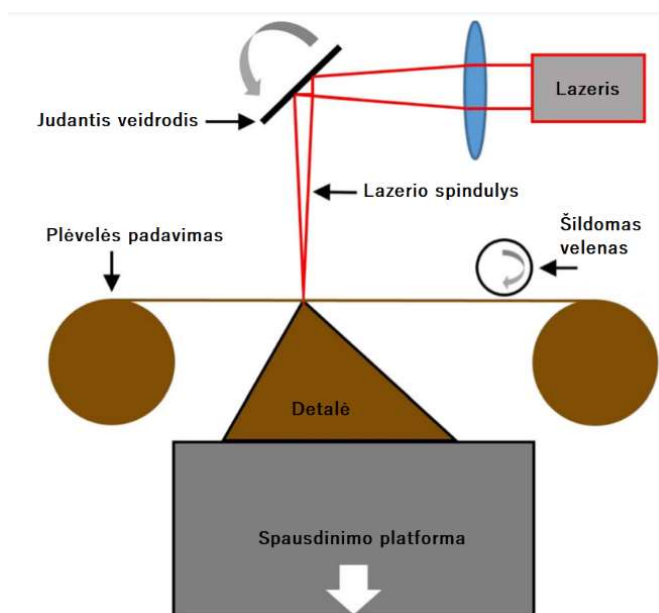 Lazeris
Judantis veidrodis
Lazerio spindulys
Plėvelės padavimas
Šildomas
velenas
Detalė
Spausdinimo platforma